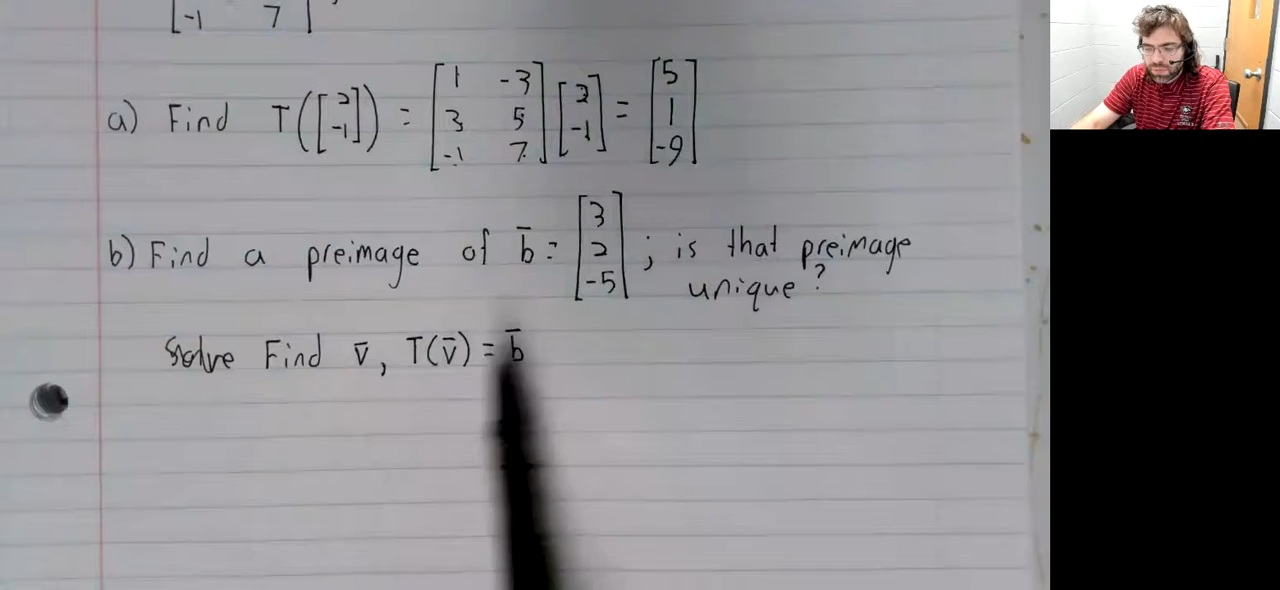 [-1 7],
a) Find T([2 -1]) = [1 -3 3 5 -1 7][2 -1] = [5 1 -9]
b) Find a preimage of b̄ = [3 2 -5]; is that preimage
unique?
Solve Find v̄, T(v̄) = b̄